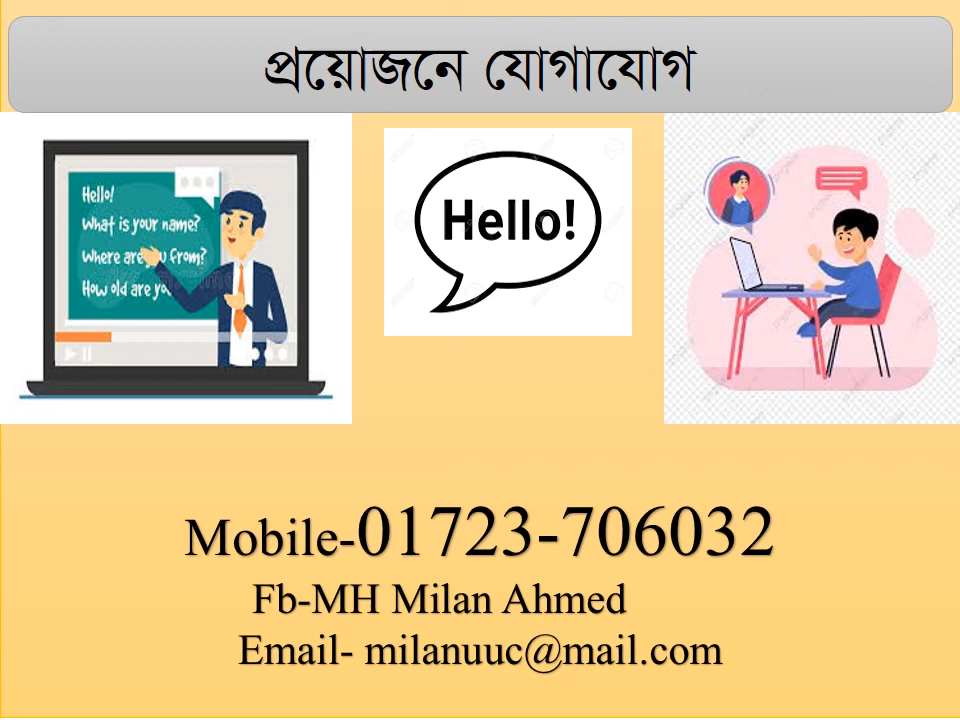 প্রয়োজনে যোগাযোগ
Hello!
What is your name?
Where are you from?
How old are yo
Hello!
Mobile-01723-706032
Fb-MH Milan Ahmed
Email- milanuuc@mail.com